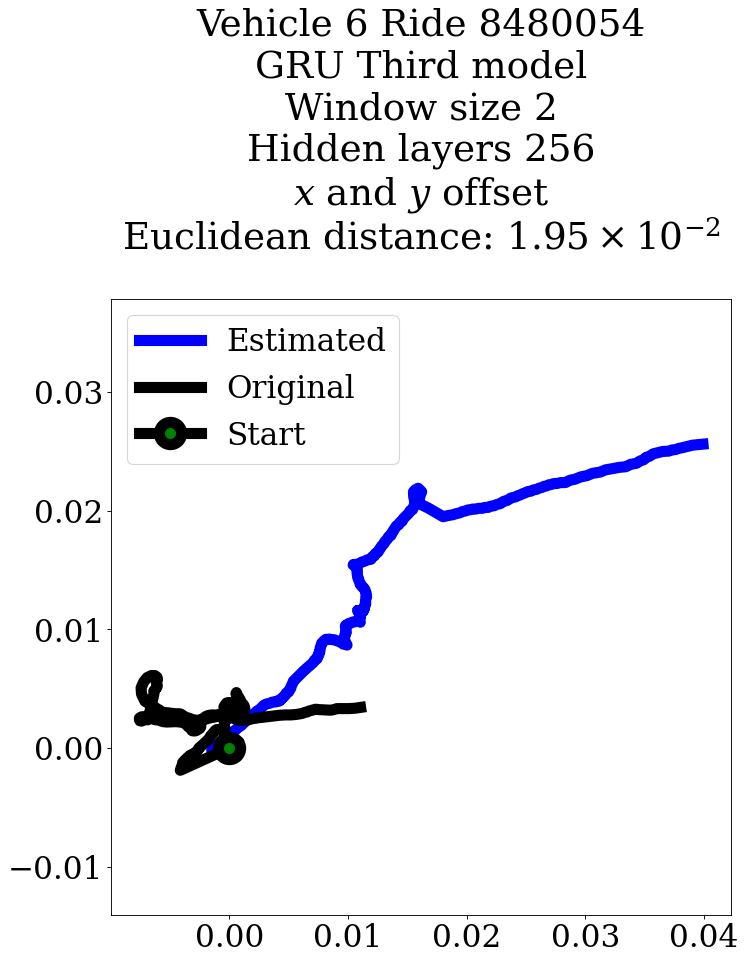 Vehicle 6 Ride 8480054
GRU Third model
Window size 2
Hidden layers 256
x and y offset
Euclidean distance: 1.95 × 10⁻²
Estimated
Original
Start
0.03
0.02
0.01
0.00
−0.01
0.00 0.01 0.02 0.03 0.04